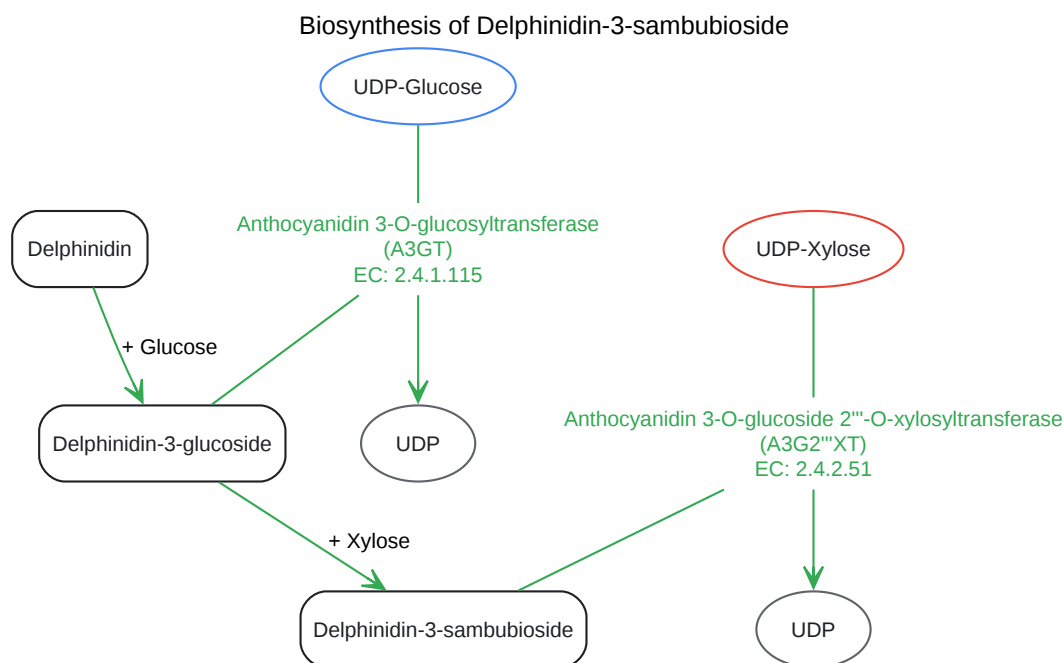 Biosynthesis of Delphinidin-3-sambubioside
UDP-Glucose
Anthocyanidin 3-O-glucosyltransferase
(A3GT)
EC: 2.4.1.115
Delphinidin
UDP-Xylose
+ Glucose
Delphinidin-3-glucoside
UDP
Anthocyanidin 3-O-glucoside 2'''-O-xylosyltransferase
(A3G2'''XT)
EC: 2.4.2.51
+ Xylose
Delphinidin-3-sambubioside
UDP